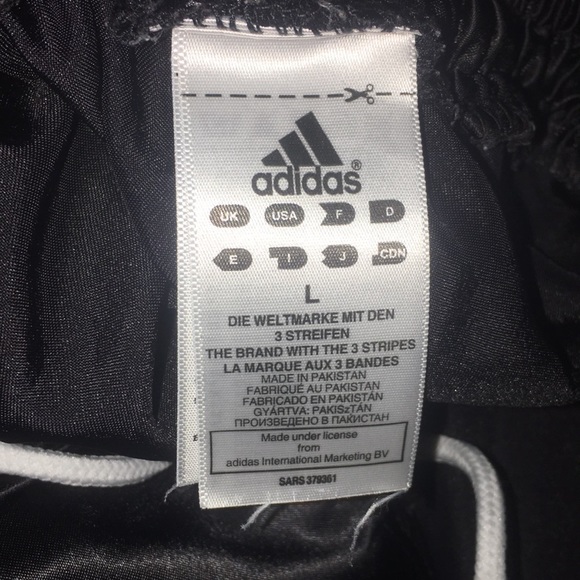 adidas®
UK USA F D
E I J CDN
L
DIE WELTMARKE MIT DEN
3 STREIFEN
THE BRAND WITH THE 3 STRIPES
LA MARQUE AUX 3 BANDES
MADE IN PAKISTAN
FABRIQUÉ AU PAKISTAN
FABRICADO EN PAKISTÁN
GYÁRTVA: PAKISzTÁN
ПРОИЗВЕДЕНО В ПАКИСТАН
Made under license
from
adidas International Marketing BV
SARS 379361